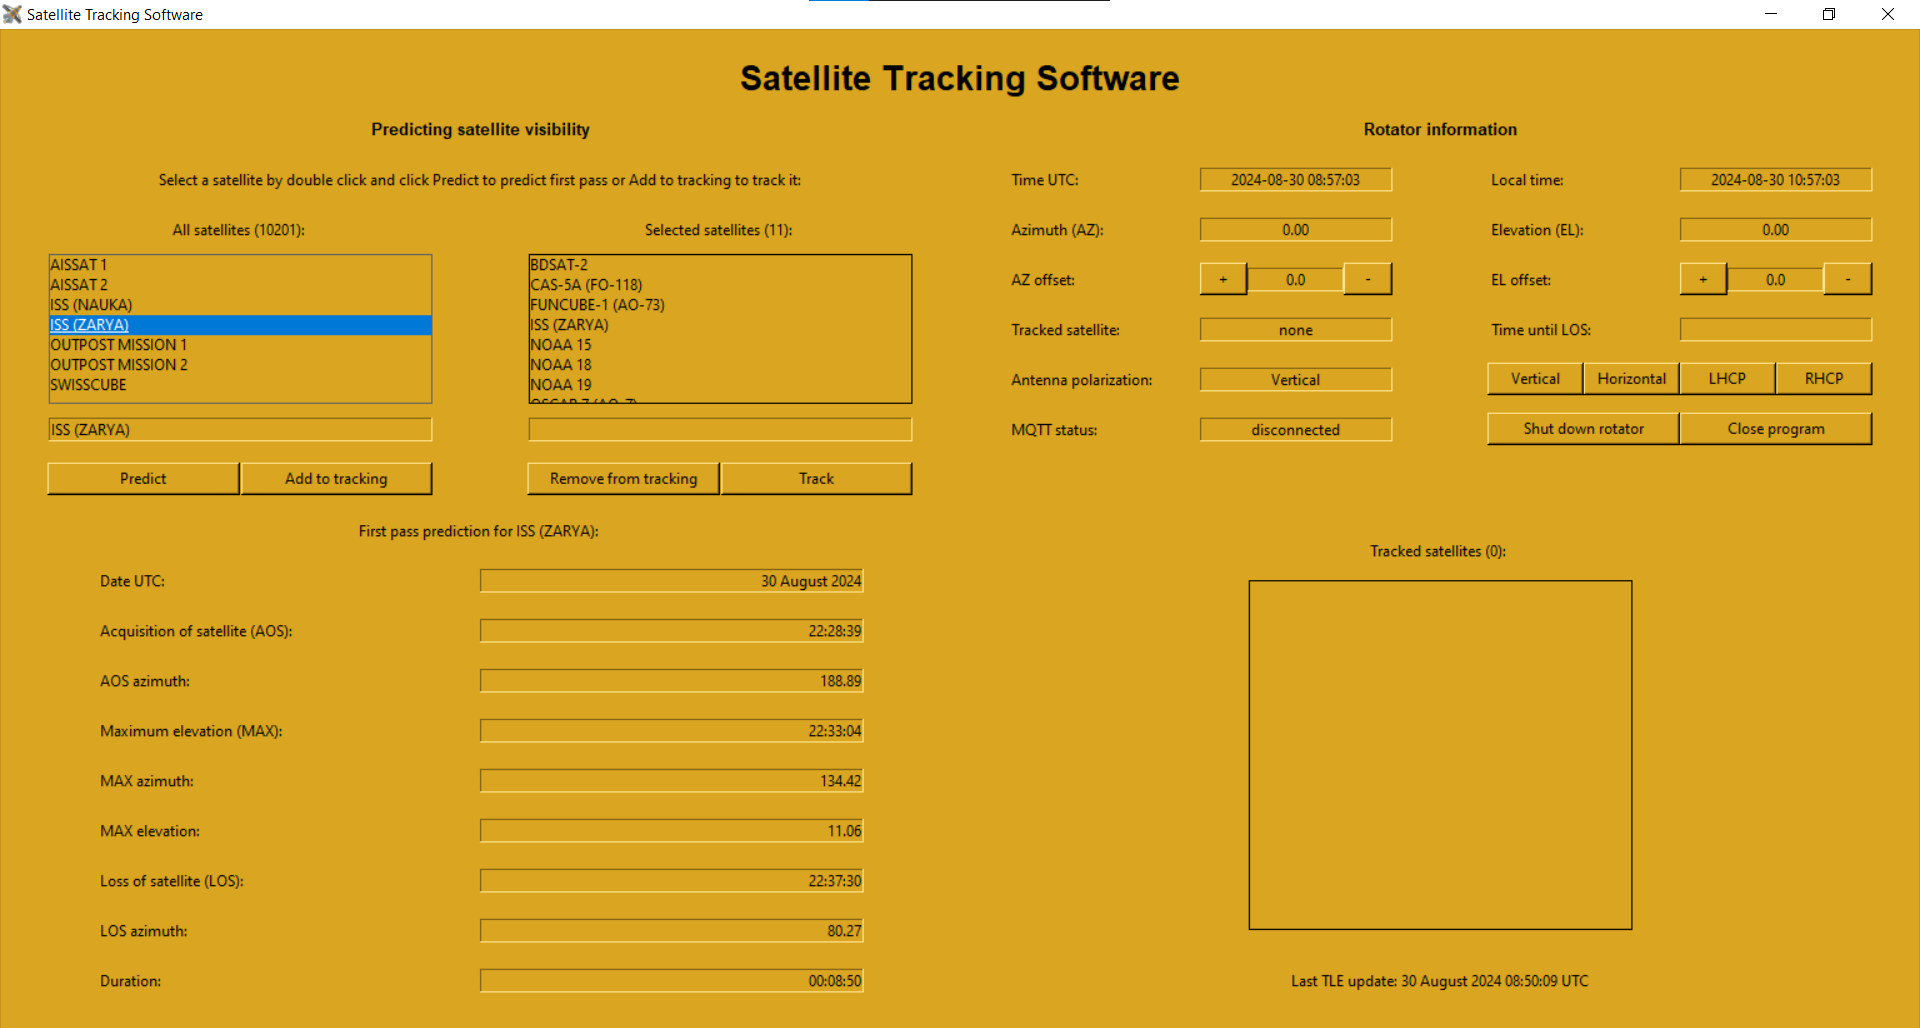 Satellite Tracking Software
Satellite Tracking Software
Predicting satellite visibility
Select a satellite by double click and click Predict to predict first pass or Add to tracking to track it:
All satellites (10201):
AISSAT 1
AISSAT 2
ISS (NAUKA)
ISS (ZARYA)
OUTPOST MISSION 1
OUTPOST MISSION 2
SWISSCUBE
ISS (ZARYA)
Predict
Add to tracking
Selected satellites (11):
BDSAT-2
CAS-5A (FO-118)
FUNCUBE-1 (AO-73)
ISS (ZARYA)
NOAA 15
NOAA 18
NOAA 19
OSCAR 7 (AO-7)
Remove from tracking
Track
First pass prediction for ISS (ZARYA):
Date UTC: 30 August 2024
Acquisition of satellite (AOS): 22:28:39
AOS azimuth: 188.89
Maximum elevation (MAX): 22:33:04
MAX azimuth: 134.42
MAX elevation: 11.06
Loss of satellite (LOS): 22:37:30
LOS azimuth: 80.27
Duration: 00:08:50
Rotator information
Time UTC: 2024-08-30 08:57:03
Local time: 2024-08-30 10:57:03
Azimuth (AZ): 0.00
Elevation (EL): 0.00
AZ offset: + 0.0 -
EL offset: + 0.0 -
Tracked satellite: none
Time until LOS:
Antenna polarization: Vertical
Vertical Horizontal LHCP RHCP
MQTT status: disconnected
Shut down rotator Close program
Tracked satellites (0):
Last TLE update: 30 August 2024 08:50:09 UTC